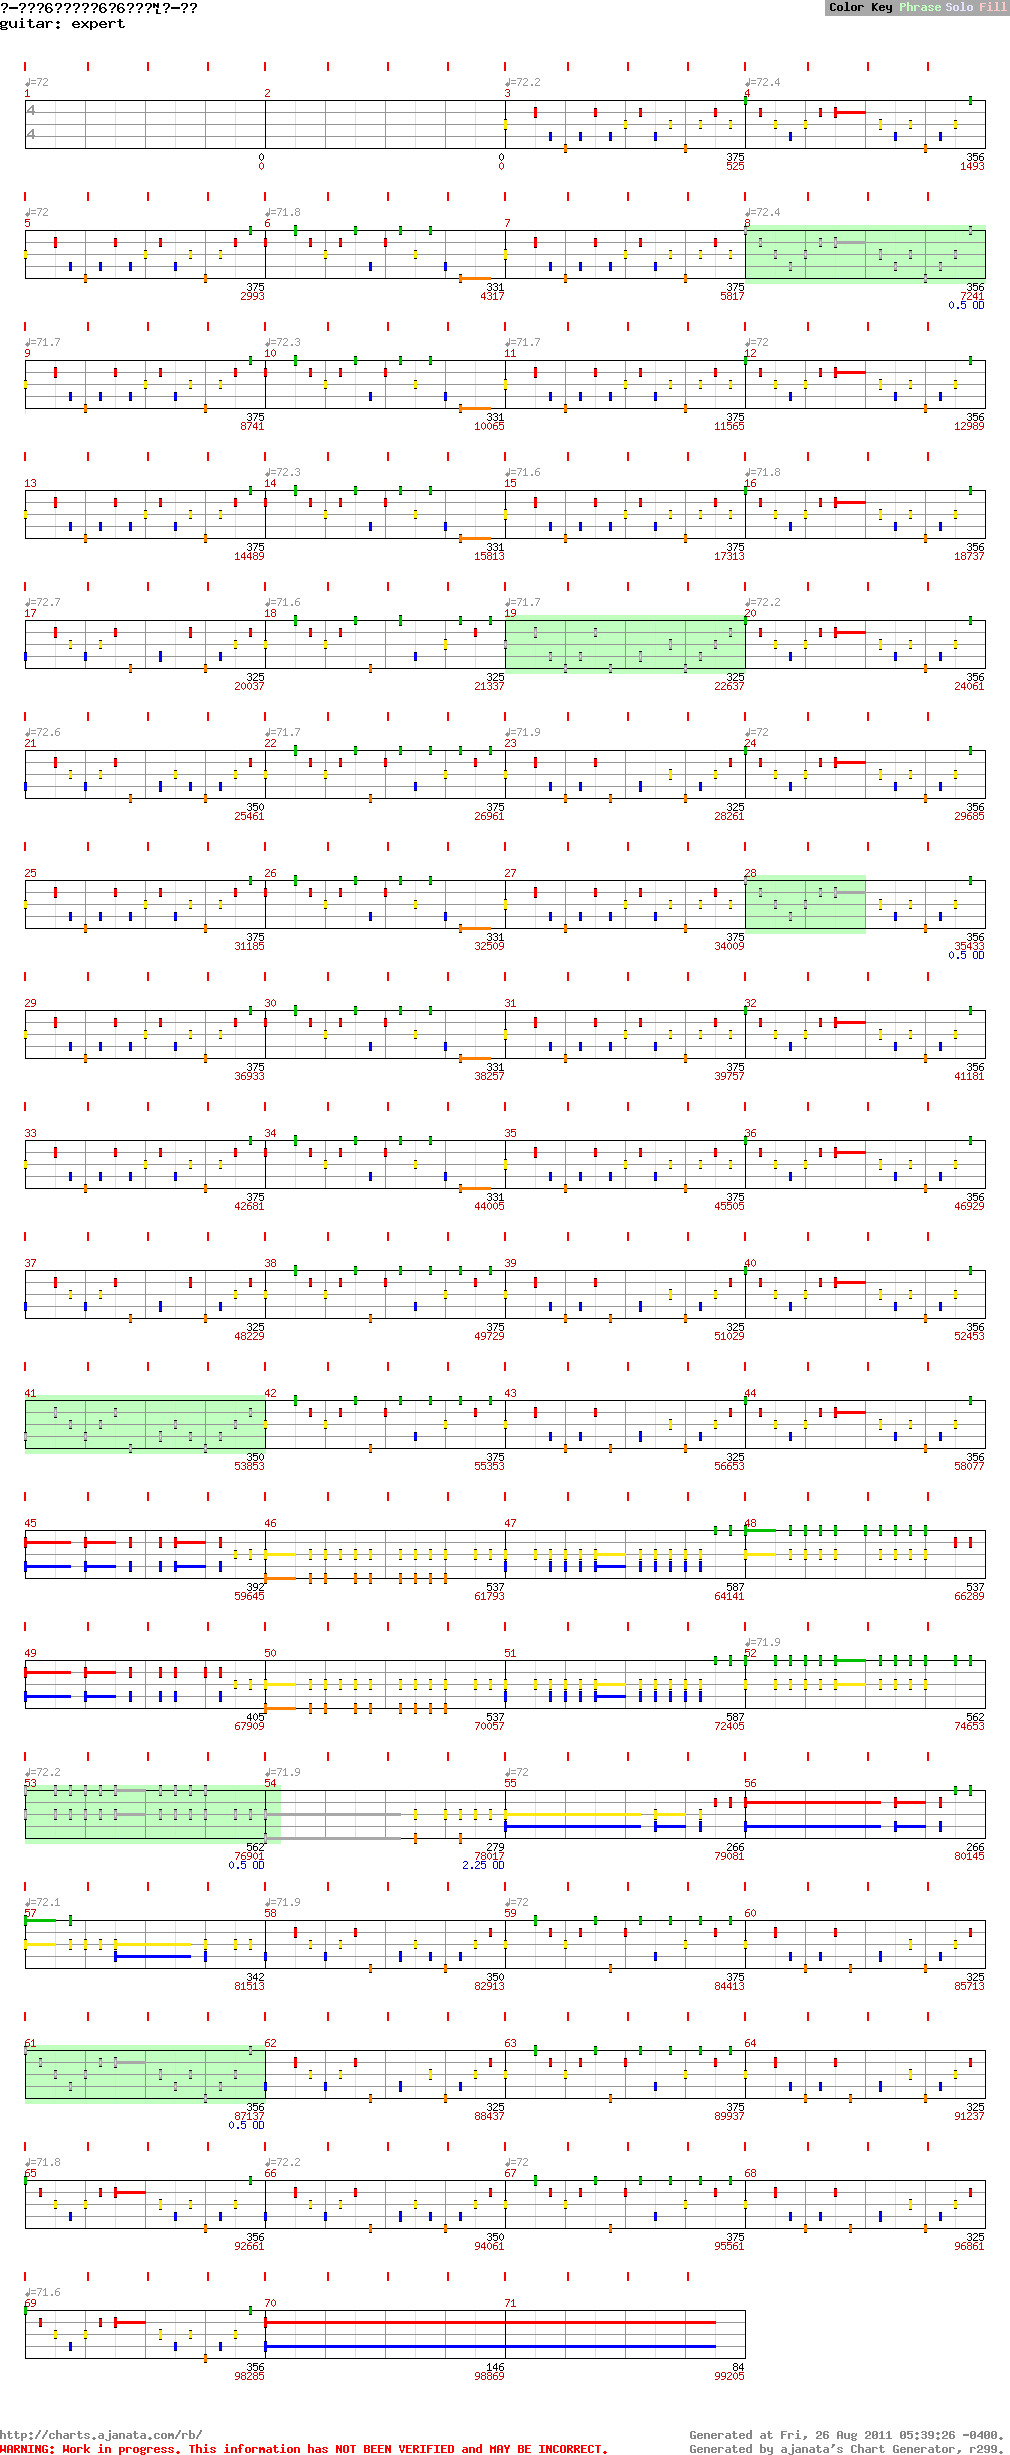 ?-???6?????6?6???Ѝ?-??
guitar: expert
Color Key Phrase Solo Fill
♩=72 ♩=72.2 ♩=72.4
1 2 3 4
4
4
0 0 375 356
0 0 525 1493
♩=72 ♩=71.8 ♩=72.4
5 6 7 8
375 331 375 356
2993 4317 5817 7241
0.5 OD
♩=71.7 ♩=72.3 ♩=71.7 ♩=72
9 10 11 12
375 331 375 356
8741 10065 11565 12989
♩=72.3 ♩=71.6 ♩=71.8
13 14 15 16
375 331 375 356
14489 15813 17313 18737
♩=72.7 ♩=71.6 ♩=71.7 ♩=72.2
17 18 19 20
325 325 325 356
20037 21337 22637 24061
♩=72.6 ♩=71.7 ♩=71.9 ♩=72
21 22 23 24
350 375 325 356
25461 26961 28261 29685
25 26 27 28
375 331 375 356
31185 32509 34009 35433
0.5 OD
29 30 31 32
375 331 375 356
36933 38257 39757 41181
33 34 35 36
375 331 375 356
42681 44005 45505 46929
37 38 39 40
325 375 325 356
48229 49729 51029 52453
41 42 43 44
350 375 325 356
53853 55353 56653 58077
45 46 47 48
392 537 587 537
59645 61793 64141 66289
♩=71.9
49 50 51 52
405 537 587 562
67909 70057 72405 74653
♩=72.2 ♩=71.9 ♩=72
53 54 55 56
562 279 266 266
76901 78017 79081 80145
0.5 OD 2.25 OD
♩=72.1 ♩=71.9 ♩=72
57 58 59 60
342 350 375 325
81513 82913 84413 85713
61 62 63 64
356 325 375 325
87137 88437 89937 91237
0.5 OD
♩=71.8 ♩=72.2 ♩=72
65 66 67 68
356 350 375 325
92661 94061 95561 96861
♩=71.6
69 70 71
356 146 84
98285 98869 99205
http://charts.ajanata.com/rb/
WARNING: Work in progress. This information has NOT BEEN VERIFIED and MAY BE INCORRECT.
Generated at Fri, 26 Aug 2011 05:39:26 -0400.
Generated by ajanata's Chart Generator, r299.